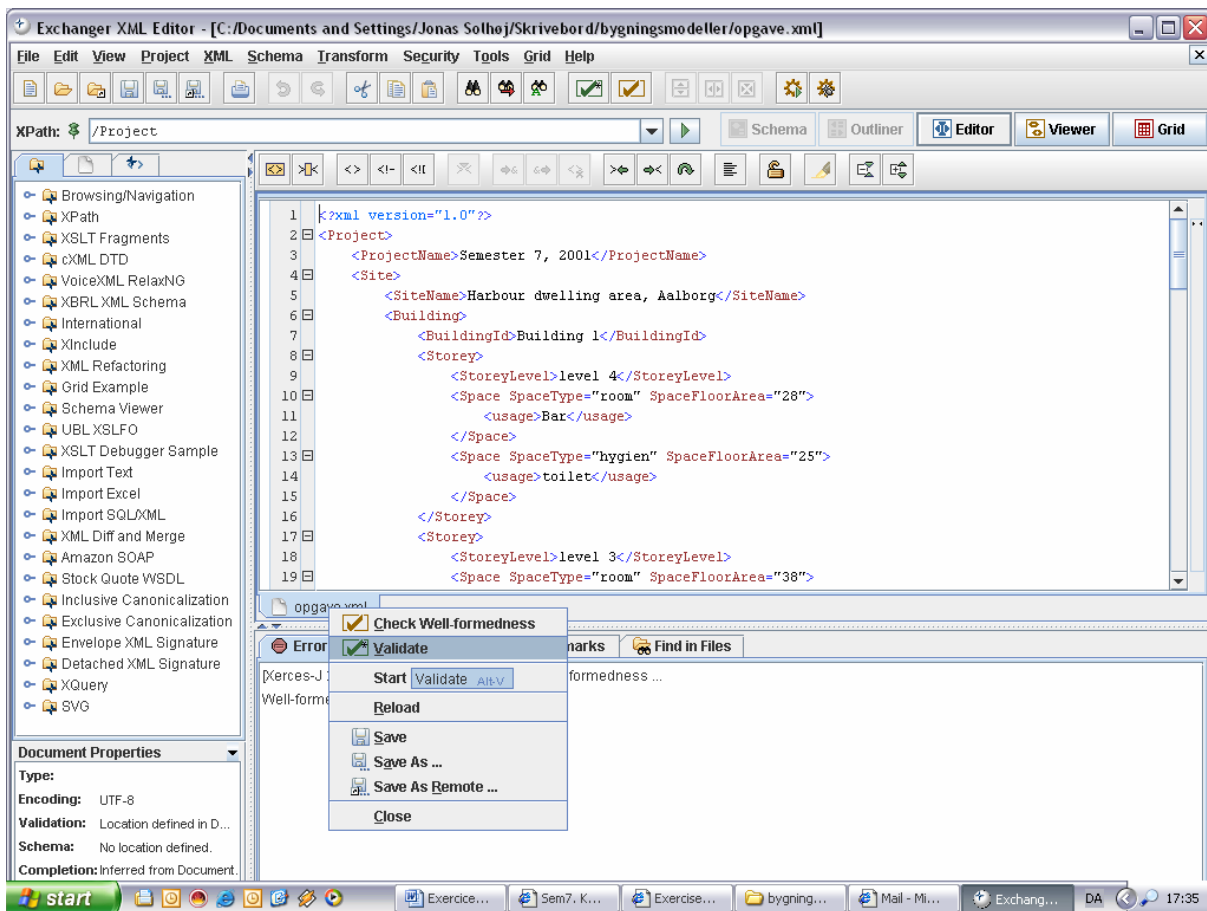 Exchanger XML Editor - [C:/Documents and Settings/Jonas Solhøj/Skrivebord/bygningsmodeller/opgave.xml]
File Edit View Project XML Schema Transform Security Tools Grid Help
XPath: /Project Schema Outliner Editor Viewer Grid
Browsing/Navigation
XPath
XSLT Fragments
cXML DTD
VoiceXML RelaxNG
XBRL XML Schema
International
XInclude
XML Refactoring
Grid Example
Schema Viewer
UBL XSLFO
XSLT Debugger Sample
Import Text
Import Excel
Import SQL/XML
XML Diff and Merge
Amazon SOAP
Stock Quote WSDL
Inclusive Canonicalization
Exclusive Canonicalization
Envelope XML Signature
Detached XML Signature
XQuery
SVG
Document Properties
Type:
Encoding: UTF-8
Validation: Location defined in D...
Schema: No location defined.
Completion: Inferred from Document.
<> <!- <![
1 <?xml version="1.0"?>
2 <Project>
3 <ProjectName>Semester 7, 2001</ProjectName>
4 <Site>
5 <SiteName>Harbour dwelling area, Aalborg</SiteName>
6 <Building>
7 <BuildingId>Building 1</BuildingId>
8 <Storey>
9 <StoreyLevel>level 4</StoreyLevel>
10 <Space SpaceType="room" SpaceFloorArea="28">
11 <usage>Bar</usage>
12 </Space>
13 <Space SpaceType="hygien" SpaceFloorArea="25">
14 <usage>toilet</usage>
15 </Space>
16 </Storey>
17 <Storey>
18 <StoreyLevel>level 3</StoreyLevel>
19 <Space SpaceType="room" SpaceFloorArea="38">
opgave.xml
Error marks Find in Files
[Xerces-J formedness ...
Well-forme
Check Well-formedness
Validate
Start Validate Alt-V
Reload
Save
Save As ...
Save As Remote ...
Close
start Exercice... Sem7. K... Exercise... bygning... Mail - Mi... Exchang... DA 17:35